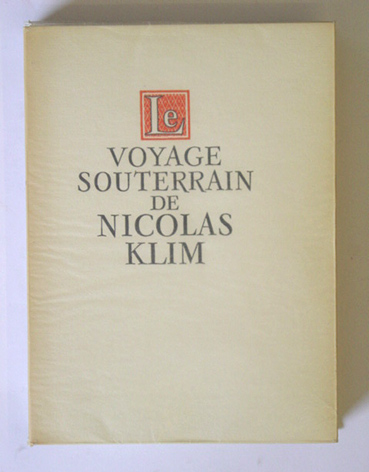 Le
VOYAGE
SOUTERRAIN
DE
NICOLAS
KLIM